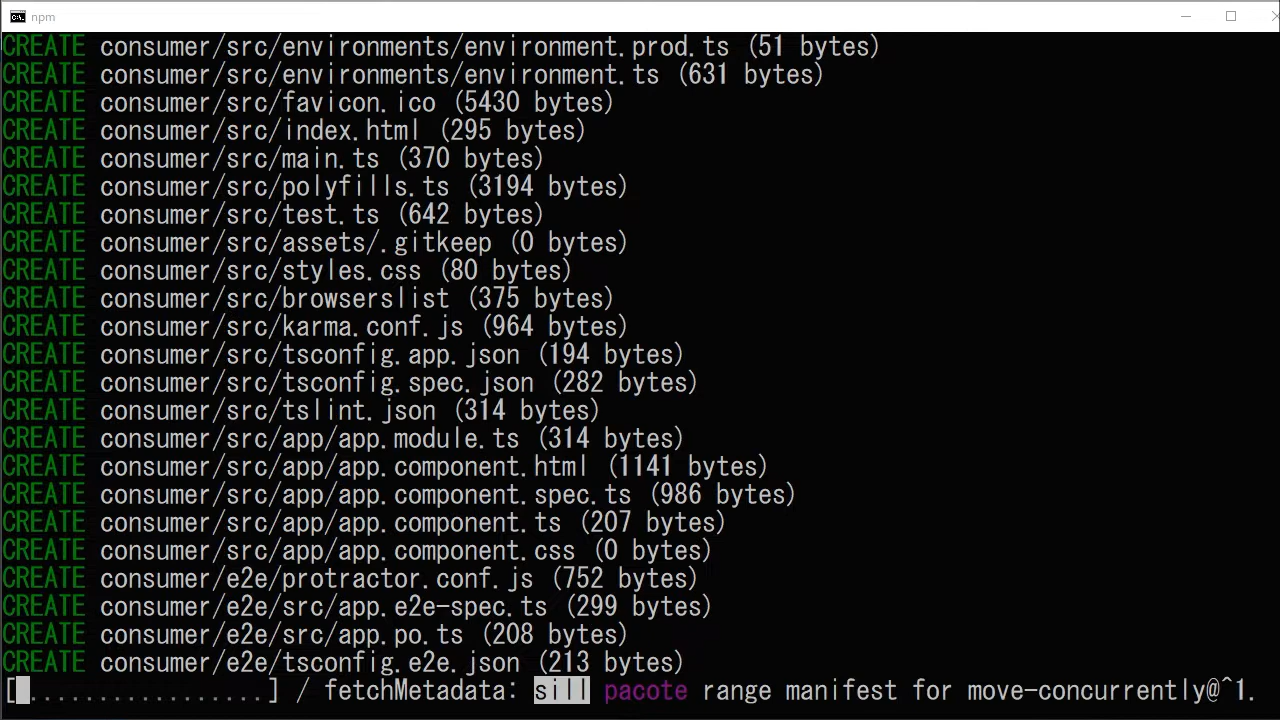 npm
CREATE consumer/src/environments/environment.prod.ts (51 bytes)
CREATE consumer/src/environments/environment.ts (631 bytes)
CREATE consumer/src/favicon.ico (5430 bytes)
CREATE consumer/src/index.html (295 bytes)
CREATE consumer/src/main.ts (370 bytes)
CREATE consumer/src/polyfills.ts (3194 bytes)
CREATE consumer/src/test.ts (642 bytes)
CREATE consumer/src/assets/.gitkeep (0 bytes)
CREATE consumer/src/styles.css (80 bytes)
CREATE consumer/src/browserslist (375 bytes)
CREATE consumer/src/karma.conf.js (964 bytes)
CREATE consumer/src/tsconfig.app.json (194 bytes)
CREATE consumer/src/tsconfig.spec.json (282 bytes)
CREATE consumer/src/tslint.json (314 bytes)
CREATE consumer/src/app/app.module.ts (314 bytes)
CREATE consumer/src/app/app.component.html (1141 bytes)
CREATE consumer/src/app/app.component.spec.ts (986 bytes)
CREATE consumer/src/app/app.component.ts (207 bytes)
CREATE consumer/src/app/app.component.css (0 bytes)
CREATE consumer/e2e/protractor.conf.js (752 bytes)
CREATE consumer/e2e/src/app.e2e-spec.ts (299 bytes)
CREATE consumer/e2e/src/app.po.ts (208 bytes)
CREATE consumer/e2e/tsconfig.e2e.json (213 bytes)
[ .................] / fetchMetadata: sill pacote range manifest for move-concurrently@^1.